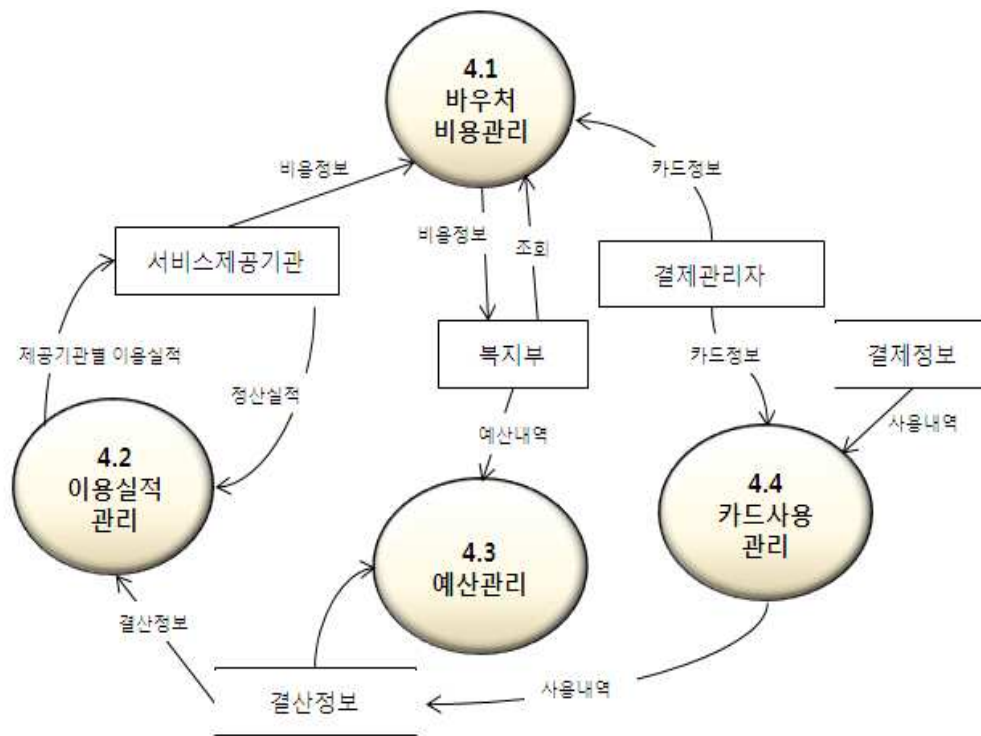 4.1
바우처
비용관리
비용정보
카드정보
비용정보
조회
서비스제공기관
결제관리자
제공기관별 이용실적
복지부
카드정보
결제정보
정산실적
예산내역
사용내역
4.2
이용실적
관리
4.4
카드사용
관리
4.3
예산관리
결산정보
결산정보
사용내역